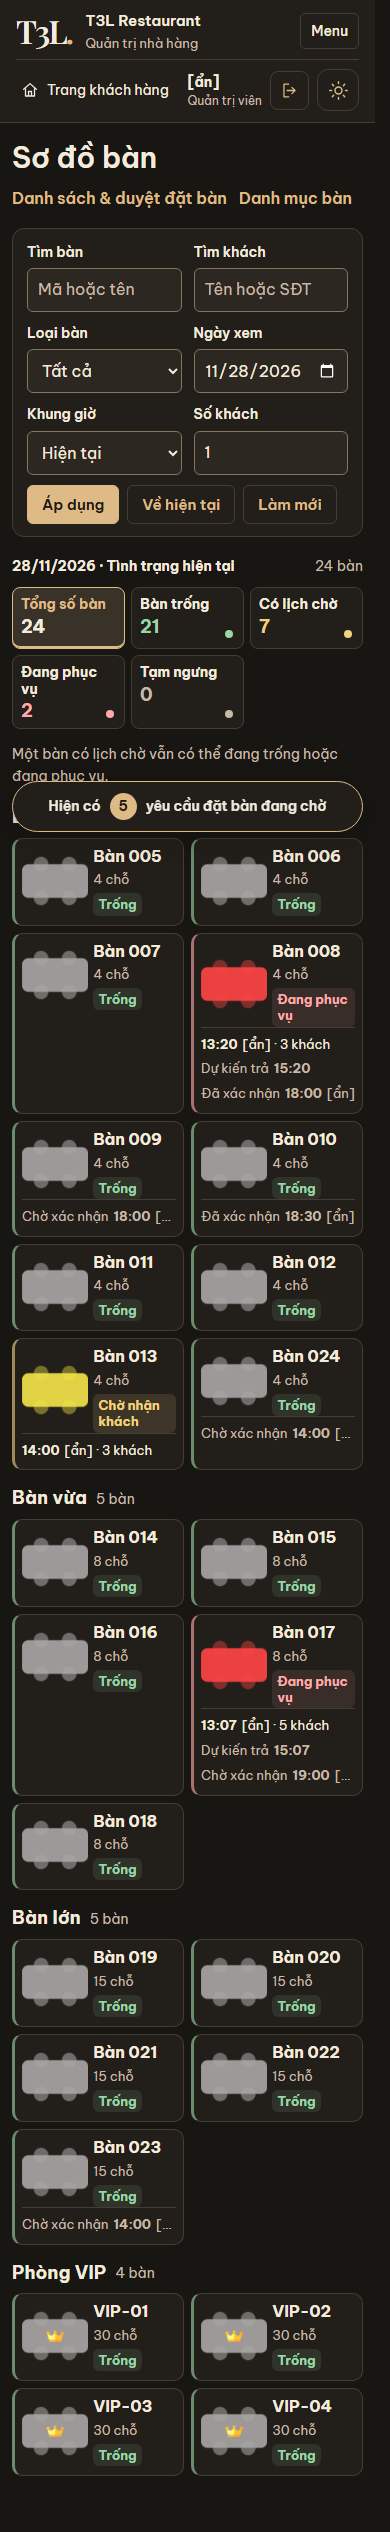 T3L.
T3L Restaurant
Quản trị nhà hàng
Menu
Trang khách hàng
[ẩn]
Quản trị viên
Sơ đồ bàn
Danh sách & duyệt đặt bàn
Danh mục bàn
Tìm bàn
Tìm khách
Mã hoặc tên
Tên hoặc SĐT
Loại bàn
Ngày xem
Tất cả
11/28/2026
Khung giờ
Số khách
Hiện tại
1
Áp dụng
Về hiện tại
Làm mới
28/11/2026 · Tình trạng hiện tại
24 bàn
Tổng số bàn
24
Bàn trống
21
Có lịch chờ
7
Đang phục
vụ
2
Tạm ngưng
0
Một bàn có lịch chờ vẫn có thể đang trống hoặc
đang phục vụ.
Hiện có 5 yêu cầu đặt bàn đang chờ
Bàn 005
4 chỗ
Trống
Bàn 006
4 chỗ
Trống
Bàn 007
4 chỗ
Trống
Bàn 008
4 chỗ
Đang phục
vụ
13:20 [ẩn] · 3 khách
Dự kiến trả 15:20
Đã xác nhận 18:00 [ẩn]
Bàn 009
4 chỗ
Trống
Chờ xác nhận 18:00 [...
Bàn 010
4 chỗ
Trống
Đã xác nhận 18:30 [ẩn]
Bàn 011
4 chỗ
Trống
Bàn 012
4 chỗ
Trống
Bàn 013
4 chỗ
Chờ nhận
khách
14:00 [ẩn] · 3 khách
Bàn 024
4 chỗ
Trống
Chờ xác nhận 14:00 [...
Bàn vừa 5 bàn
Bàn 014
8 chỗ
Trống
Bàn 015
8 chỗ
Trống
Bàn 016
8 chỗ
Trống
Bàn 017
8 chỗ
Đang phục
vụ
13:07 [ẩn] · 5 khách
Dự kiến trả 15:07
Chờ xác nhận 19:00 [...
Bàn 018
8 chỗ
Trống
Bàn lớn 5 bàn
Bàn 019
15 chỗ
Trống
Bàn 020
15 chỗ
Trống
Bàn 021
15 chỗ
Trống
Bàn 022
15 chỗ
Trống
Bàn 023
15 chỗ
Trống
Chờ xác nhận 14:00 [...
Phòng VIP 4 bàn
VIP-01
30 chỗ
Trống
VIP-02
30 chỗ
Trống
VIP-03
30 chỗ
Trống
VIP-04
30 chỗ
Trống